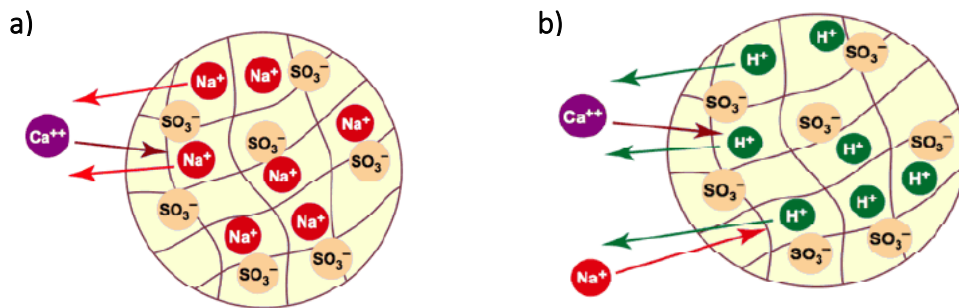 a)
Na⁺ Na⁺ SO₃⁻
SO₃⁻ Na⁺
Ca⁺⁺ SO₃⁻
Na⁺ SO₃⁻
Na⁺
SO₃⁻
Na⁺ Na⁺
SO₃⁻ SO₃⁻
b)
H⁺ H⁺ SO₃⁻
SO₃⁻
Ca⁺⁺ SO₃⁻
H⁺ H⁺ SO₃⁻
SO₃⁻ H⁺
H⁺ H⁺
SO₃⁻ SO₃⁻
Na⁺